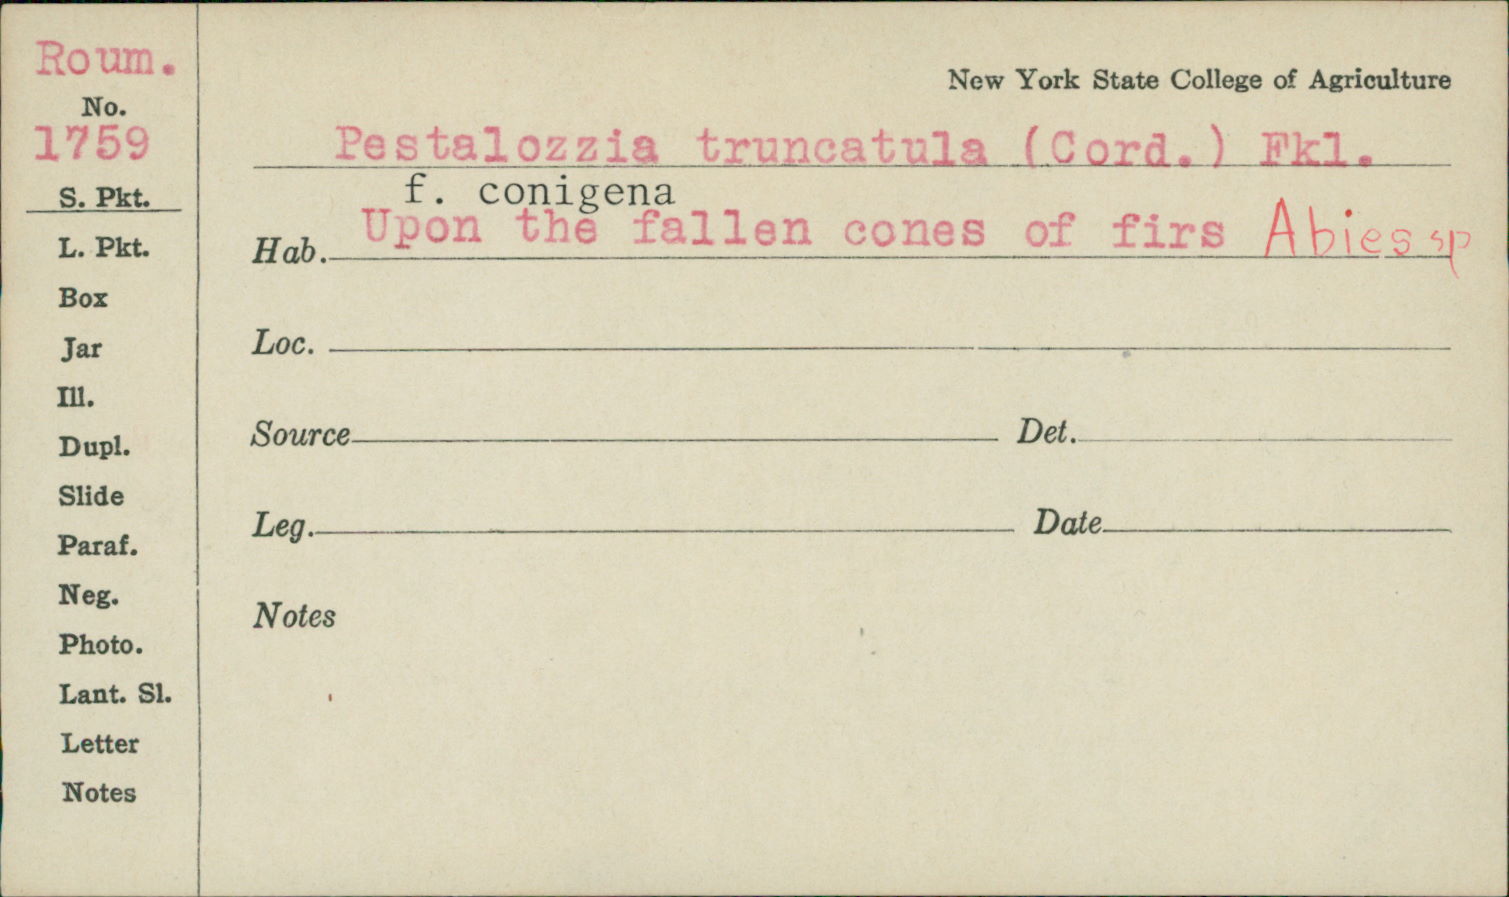 Roum.
No.
1759
S. Pkt.
L. Pkt.
Box
Jar
Ill.
Dupl.
Slide
Paraf.
Neg.
Photo.
Lant. Sl.
Letter
Notes
New York State College of Agriculture
Pestalozzia truncatula (Cord.) Fkl.
f. conigena
Hab. Upon the fallen cones of firs Abies sp
Loc.
Source Det.
Leg. Date
Notes